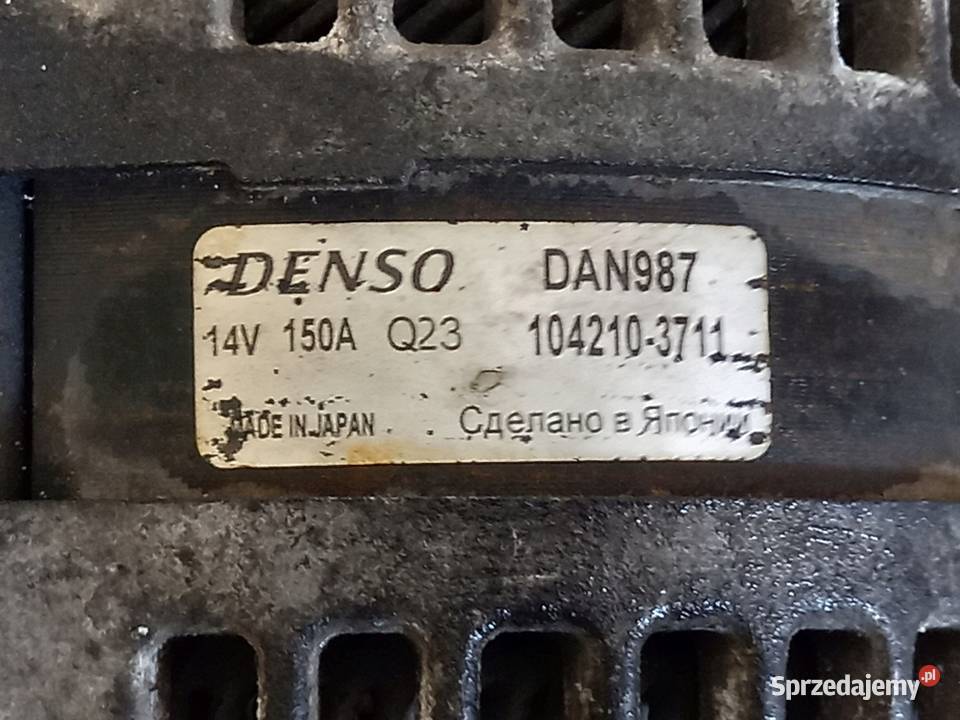 DENSO DAN987
14V 150A Q23 104210-3711
MADE IN JAPAN Сделано в Японии
Sprzedajemy.pl